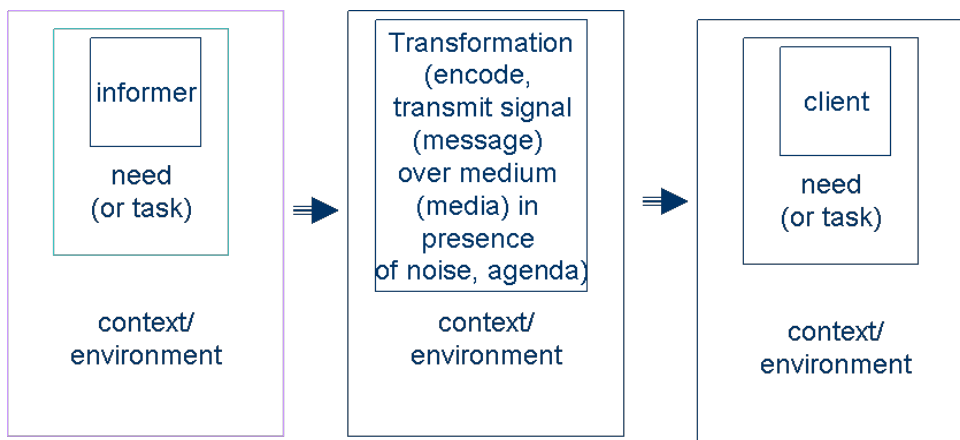 informer
need
(or task)
context/
environment
Transformation
(encode,
transmit signal
(message)
over medium
(media) in
presence
of noise, agenda)
context/
environment
client
need
(or task)
context/
environment